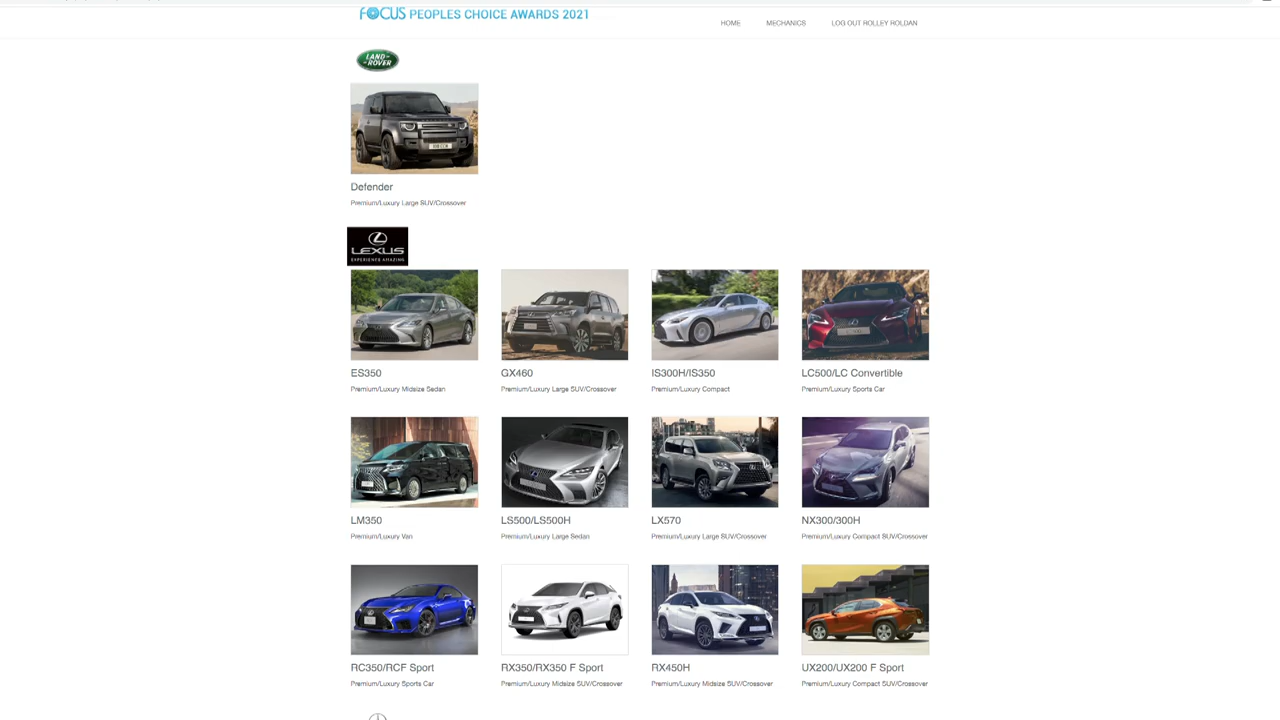 FOCUS PEOPLES CHOICE AWARDS 2021
HOME MECHANICS LOG OUT ROLLEY ROLDAN
LAND ROVER
Defender
Premium/Luxury Large SUV/Crossover
LEXUS
EXPERIENCE AMAZING
ES350 GX460 IS300H/IS350 LC500/LC Convertible
Premium/Luxury Midsize Sedan Premium/Luxury Large SUV/Crossover Premium/Luxury Compact Premium/Luxury Sports Car
LM350 LS500/LS500H LX570 NX300/300H
Premium/Luxury Van Premium/Luxury Large Sedan Premium/Luxury Large SUV/Crossover Premium/Luxury Compact SUV/Crossover
RC350/RCF Sport RX350/RX350 F Sport RX450H UX200/UX200 F Sport
Premium/Luxury Sports Car Premium/Luxury Midsize SUV/Crossover Premium/Luxury Midsize SUV/Crossover Premium/Luxury Compact SUV/Crossover